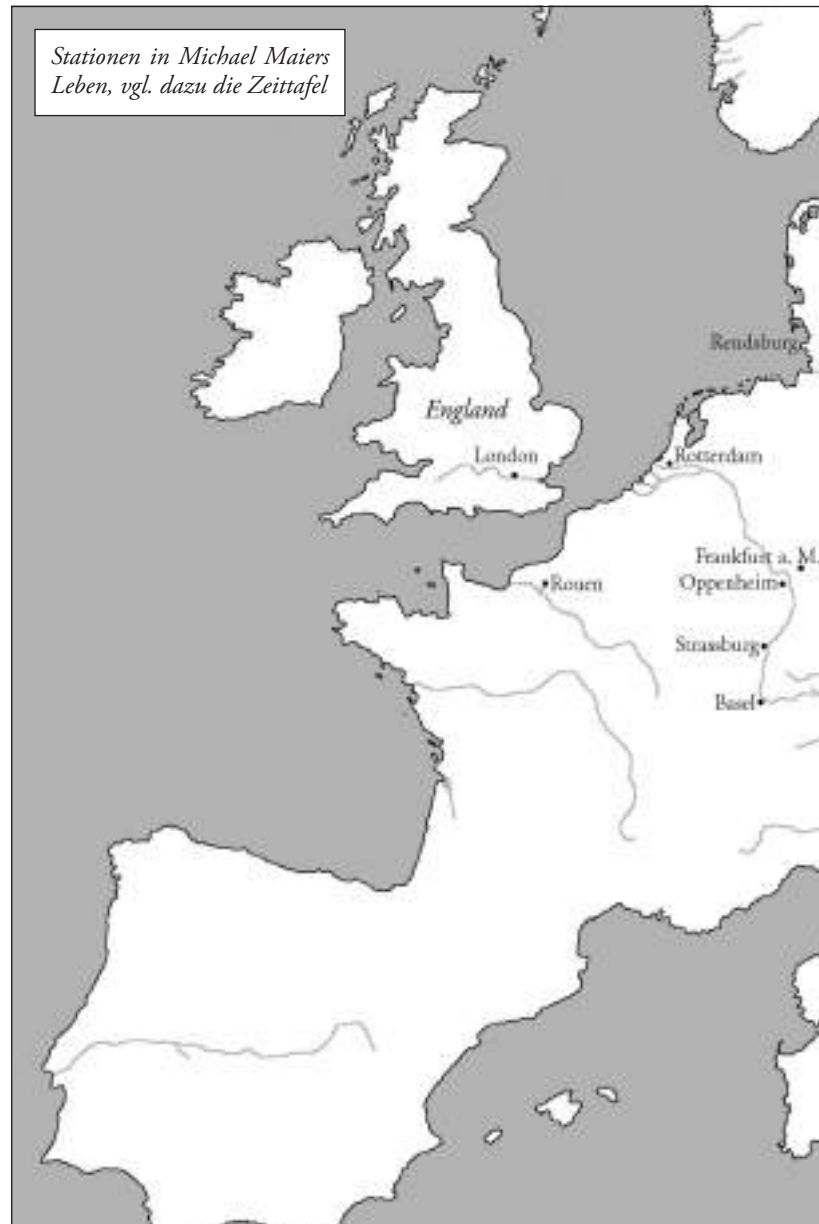 Stationen in Michael Maiers
Leben, vgl. dazu die Zeittafel
Rendsburg
England
London
Rotterdam
Frankfurt a. M.
Rouen
Oppenheim
Strassburg
Basel